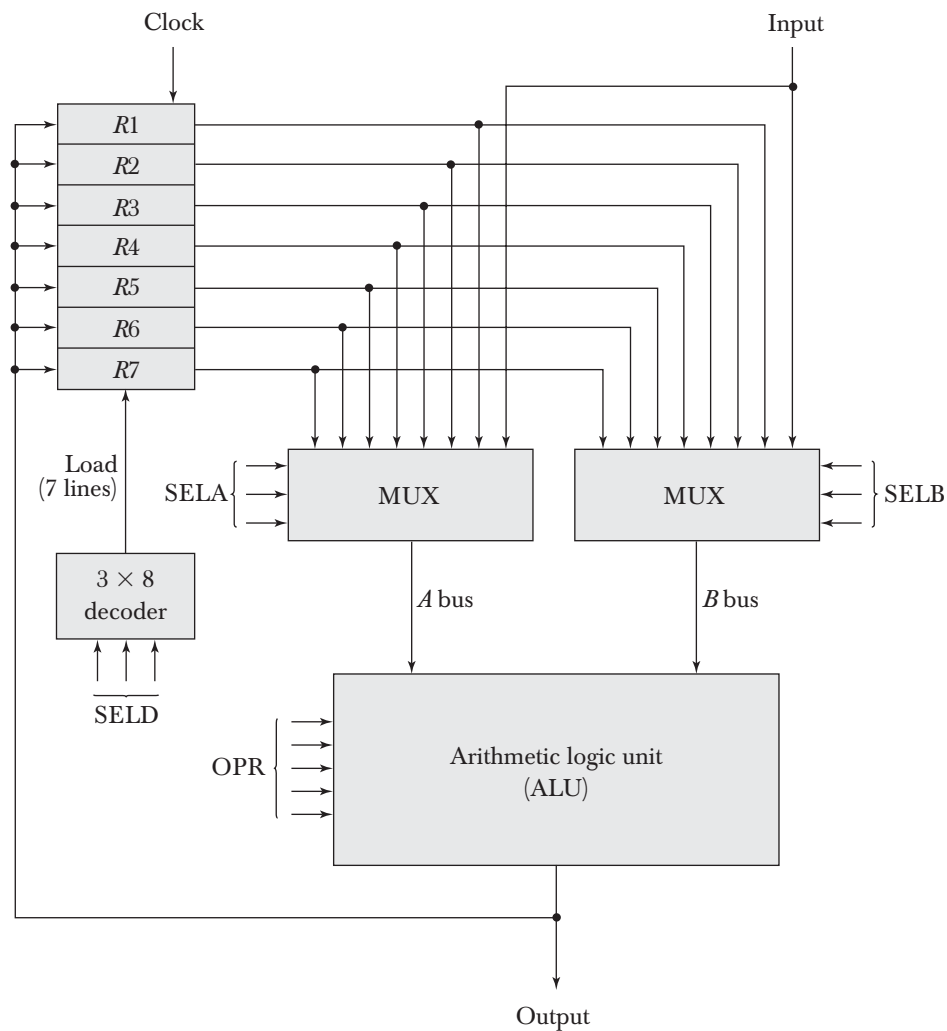 Clock
Input
R1
R2
R3
R4
R5
R6
R7
Load
(7 lines)
SELA
MUX
MUX
SELB
3 × 8
decoder
A bus
B bus
SELD
OPR
Arithmetic logic unit
(ALU)
Output